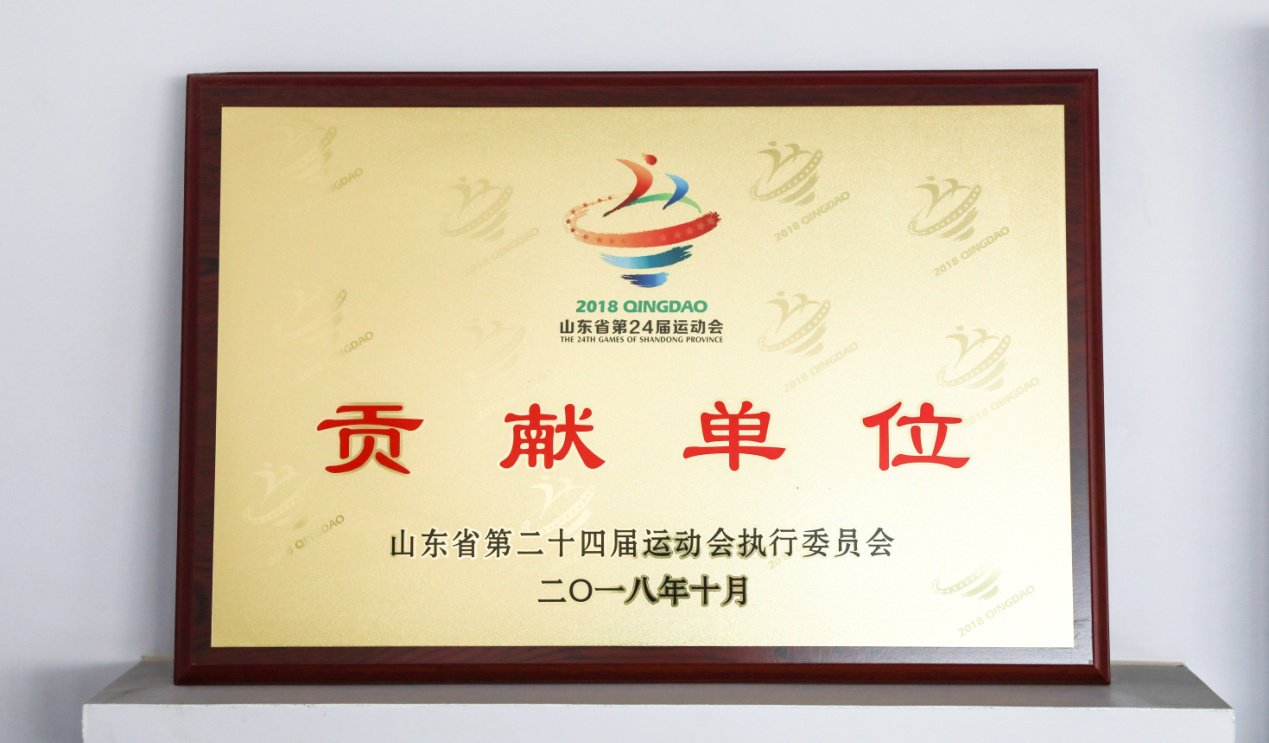 2018 QINGDAO
山东省第24届运动会
THE 24TH GAMES OF SHANDONG PROVINCE
贡献单位
山东省第二十四届运动会执行委员会
二〇一八年十月